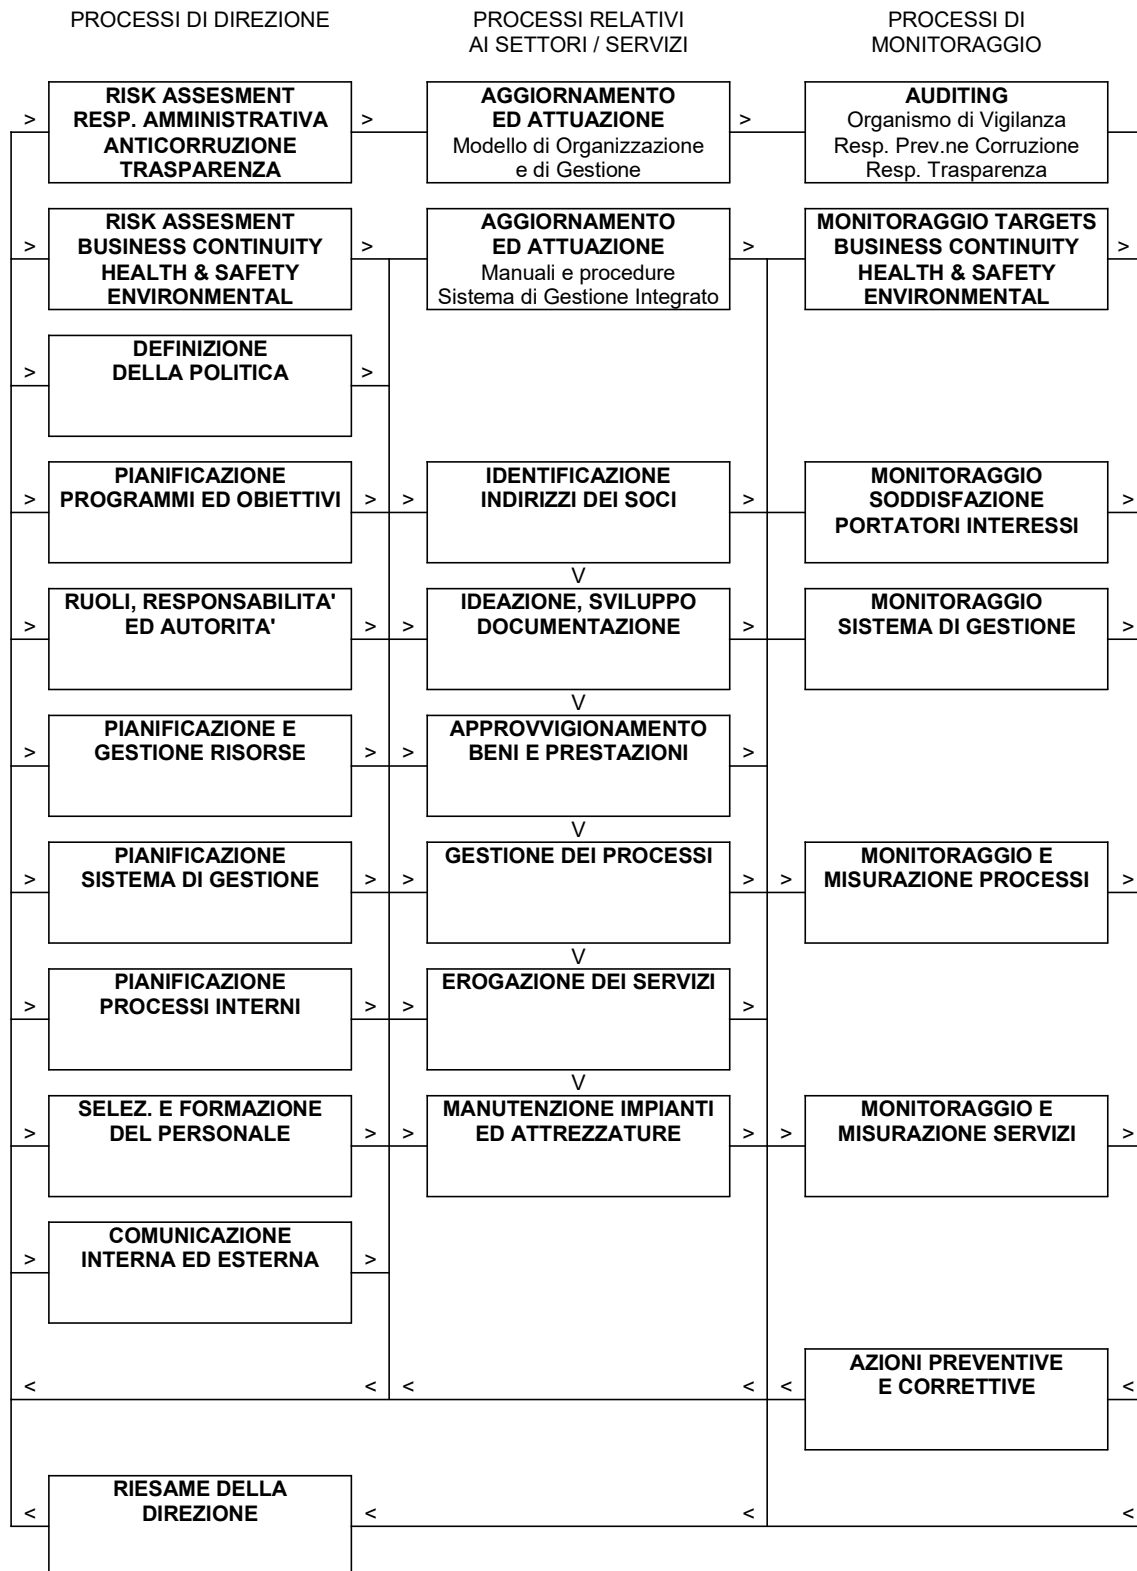 PROCESSI DI DIREZIONE
PROCESSI RELATIVI
AI SETTORI / SERVIZI
PROCESSI DI
MONITORAGGIO
RISK ASSESMENT
RESP. AMMINISTRATIVA
ANTICORRUZIONE
TRASPARENZA
AGGIORNAMENTO
ED ATTUAZIONE
Modello di Organizzazione
e di Gestione
AUDITING
Organismo di Vigilanza
Resp. Prev.ne Corruzione
Resp. Trasparenza
> > >
RISK ASSESMENT
BUSINESS CONTINUITY
HEALTH & SAFETY
ENVIRONMENTAL
AGGIORNAMENTO
ED ATTUAZIONE
Manuali e procedure
Sistema di Gestione Integrato
MONITORAGGIO TARGETS
BUSINESS CONTINUITY
HEALTH & SAFETY
ENVIRONMENTAL
> > > >
DEFINIZIONE
DELLA POLITICA
> >
PIANIFICAZIONE
PROGRAMMI ED OBIETTIVI
IDENTIFICAZIONE
INDIRIZZI DEI SOCI
MONITORAGGIO
SODDISFAZIONE
PORTATORI INTERESSI
> > > > >
V
RUOLI, RESPONSABILITA'
ED AUTORITA'
IDEAZIONE, SVILUPPO
DOCUMENTAZIONE
MONITORAGGIO
SISTEMA DI GESTIONE
> > > > >
V
PIANIFICAZIONE E
GESTIONE RISORSE
APPROVVIGIONAMENTO
BENI E PRESTAZIONI
> > > >
V
PIANIFICAZIONE
SISTEMA DI GESTIONE
GESTIONE DEI PROCESSI
MONITORAGGIO E
MISURAZIONE PROCESSI
> > > > > >
V
PIANIFICAZIONE
PROCESSI INTERNI
EROGAZIONE DEI SERVIZI
> > > >
V
SELEZ. E FORMAZIONE
DEL PERSONALE
MANUTENZIONE IMPIANTI
ED ATTREZZATURE
MONITORAGGIO E
MISURAZIONE SERVIZI
> > > > > >
COMUNICAZIONE
INTERNA ED ESTERNA
> >
AZIONI PREVENTIVE
E CORRETTIVE
< < < < < <
RIESAME DELLA
DIREZIONE
< < < <